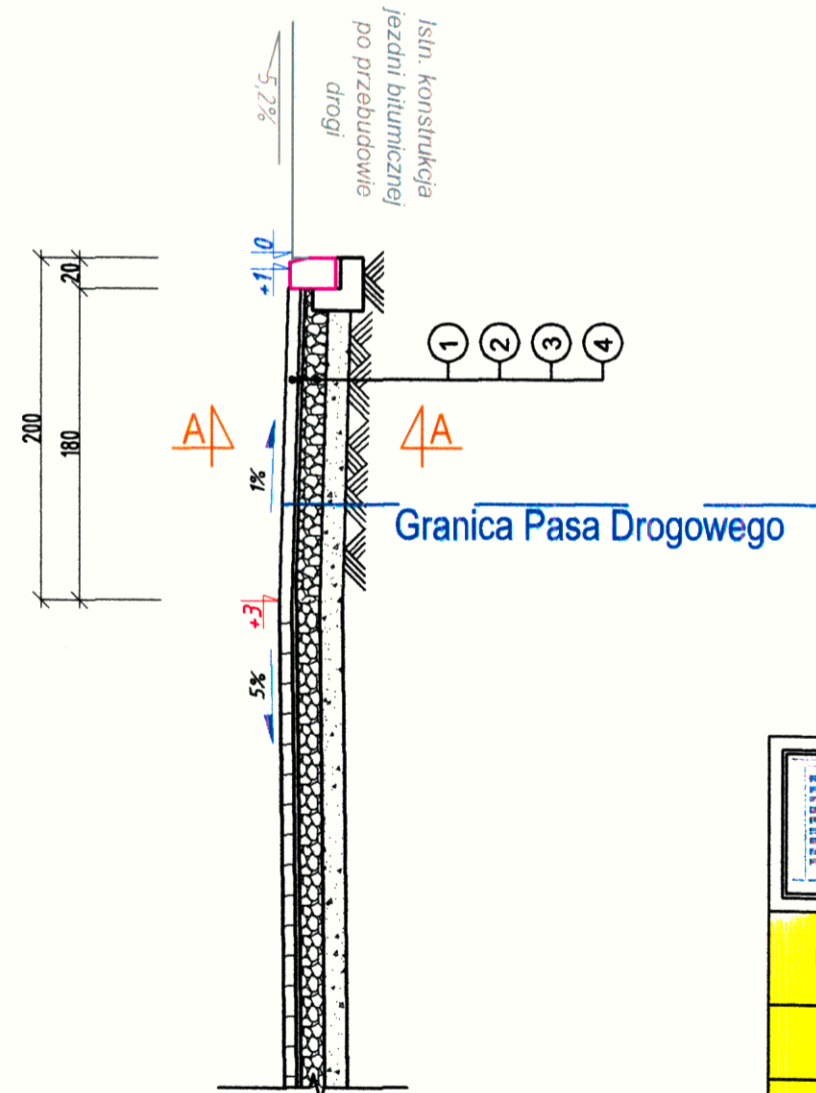 Istn. konstrukcja
jezdni bitumicznej
po przebudowie
drogi
5,2%
0
+1
20
200
180
1
2
3
4
A
A
1%
Granica Pasa Drogowego
+3
5%